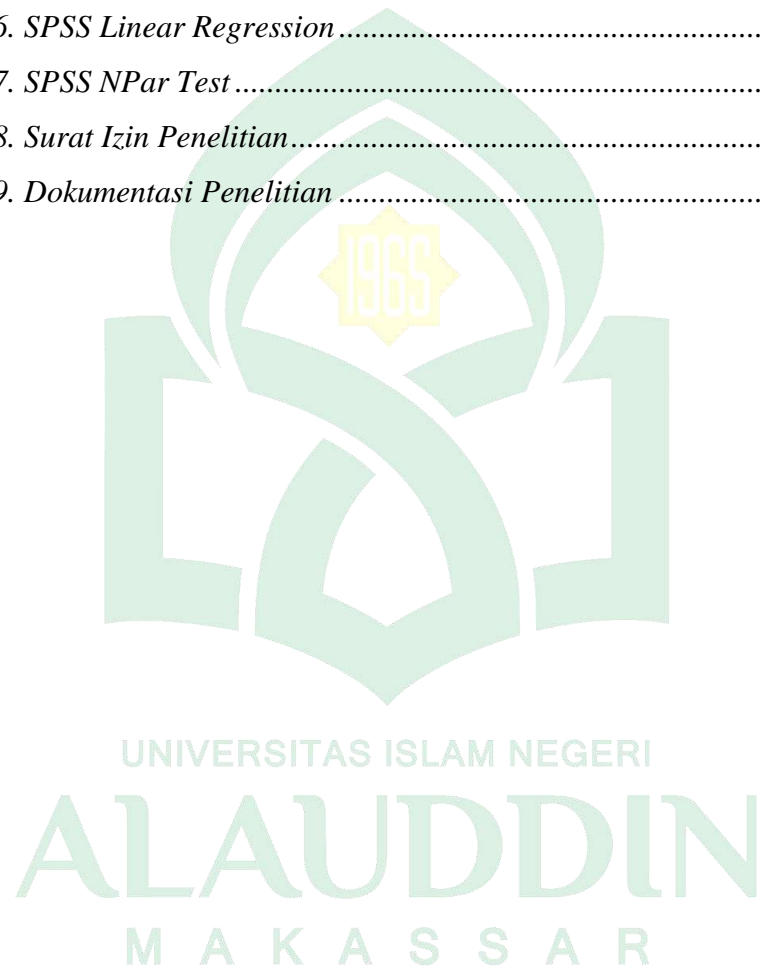 6. SPSS Linear Regression ......................................................................
7. SPSS NPar Test ......................................................................................
8. Surat Izin Penelitian ..............................................................................
9. Dokumentasi Penelitian ......................................................................
1965
UNIVERSITAS ISLAM NEGERI
ALAUDDIN
MAKASSAR